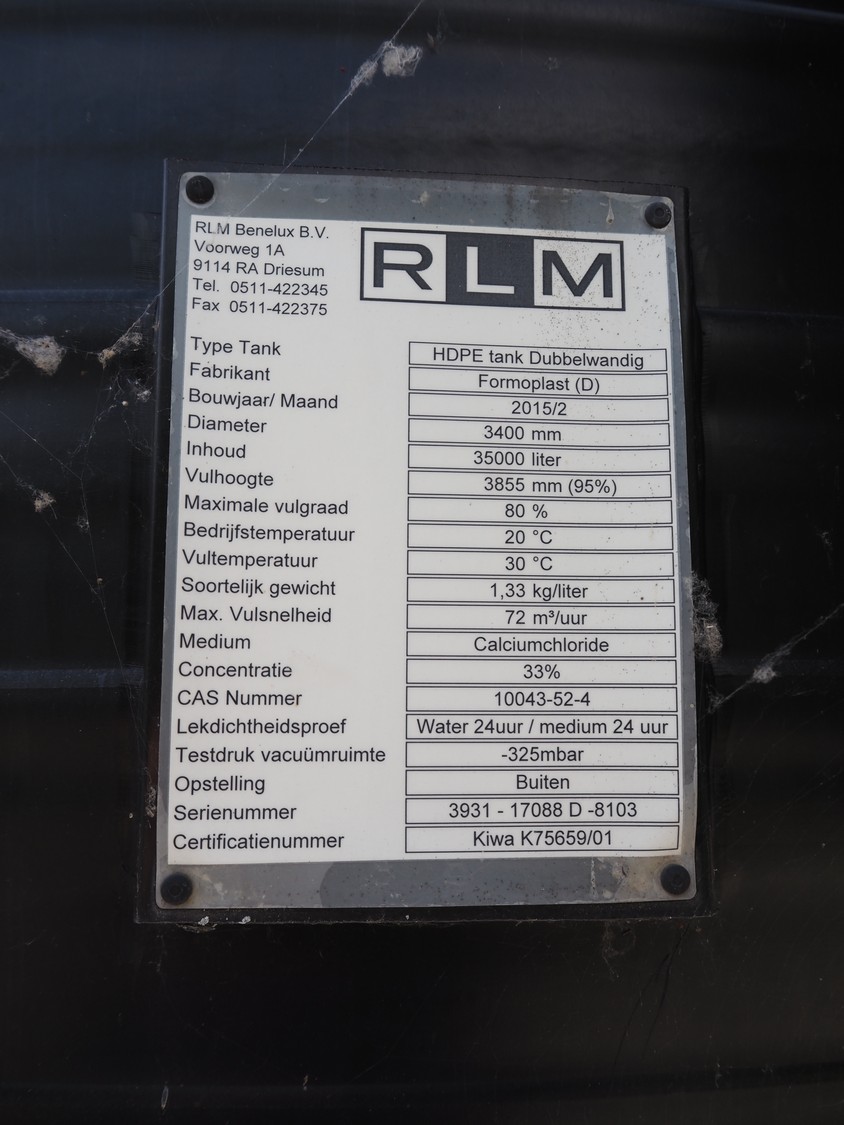 RLM Benelux B.V.
Voorweg 1A
9114 RA Driesum
Tel. 0511-422345
Fax 0511-422375
RLM
Type Tank HDPE tank Dubbelwandig
Fabrikant Formoplast (D)
Bouwjaar/ Maand 2015/2
Diameter 3400 mm
Inhoud 35000 liter
Vulhoogte 3855 mm (95%)
Maximale vulgraad 80 %
Bedrijfstemperatuur 20 °C
Vultemperatuur 30 °C
Soortelijk gewicht 1,33 kg/liter
Max. Vulsnelheid 72 m³/uur
Medium Calciumchloride
Concentratie 33%
CAS Nummer 10043-52-4
Lekdichtheidsproef Water 24uur / medium 24 uur
Testdruk vacuümruimte -325mbar
Opstelling Buiten
Serienummer 3931 - 17088 D -8103
Certificatienummer Kiwa K75659/01